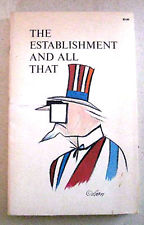 THE
ESTABLISHMENT
AND ALL
THAT